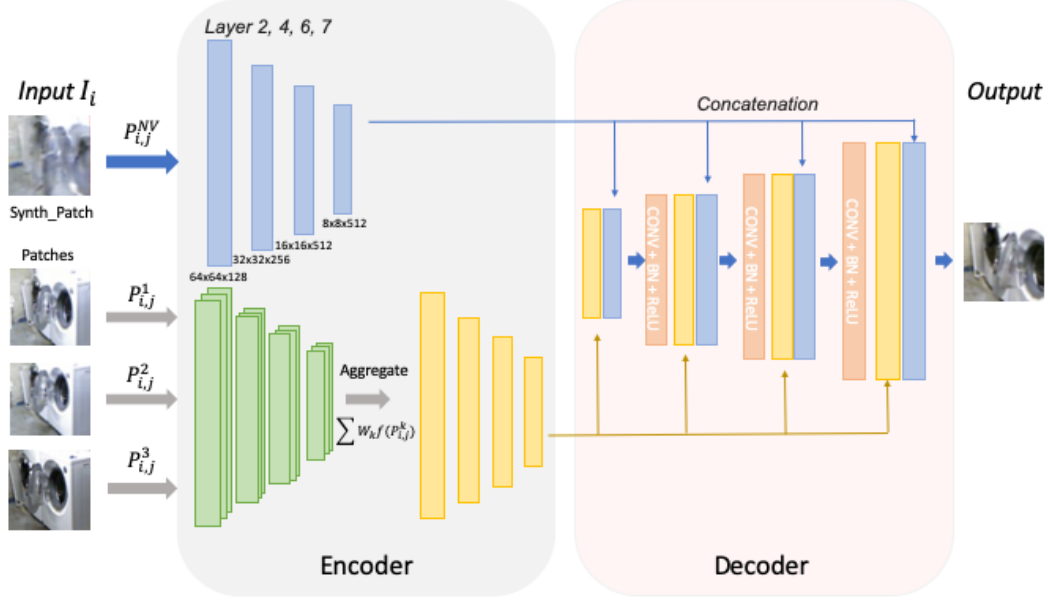 Layer 2, 4, 6, 7
Input I_i
P_{i,j}^{NV}
Synth_Patch
Patches
P_{i,j}^1
P_{i,j}^2
P_{i,j}^3
64x64x128
32x32x256
16x16x512
8x8x512
Aggregate
∑ W_k f(P_{i,j}^k)
Encoder
Concatenation
CONV + BN + ReLU
CONV + BN + ReLU
CONV + BN + ReLU
Decoder
Output